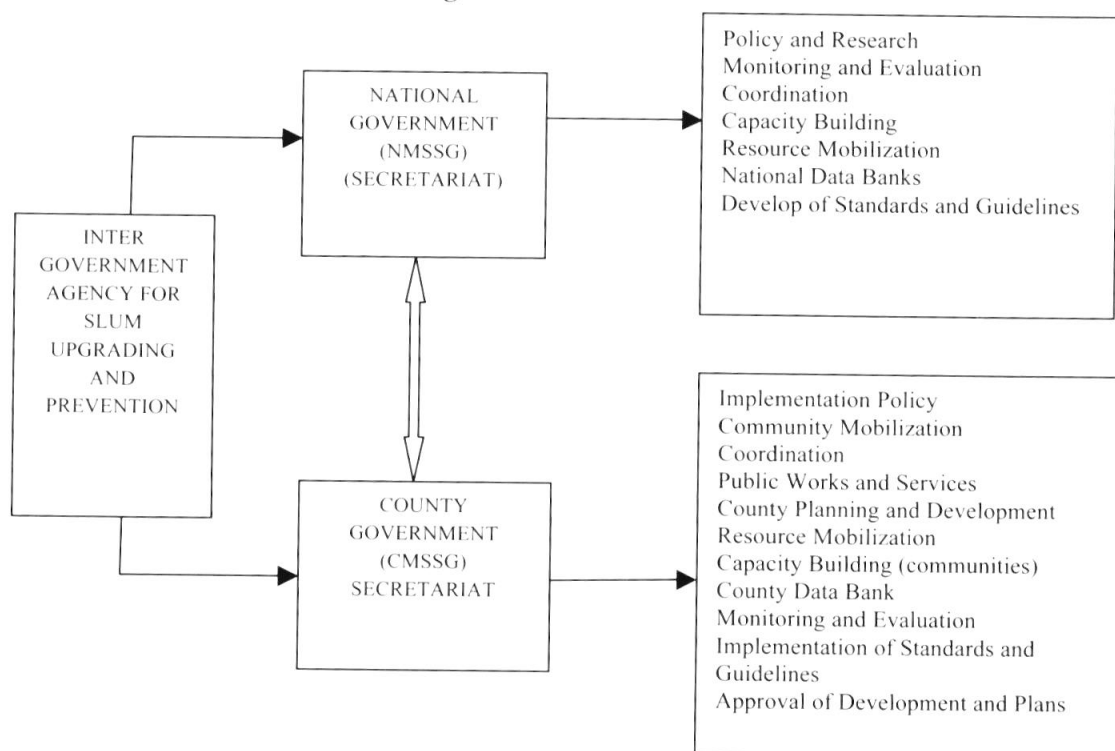 INTER
GOVERNMENT
AGENCY FOR
SLUM
UPGRADING
AND
PREVENTION
NATIONAL
GOVERNMENT
(NMSSG)
(SECRETARIAT)
Policy and Research
Monitoring and Evaluation
Coordination
Capacity Building
Resource Mobilization
National Data Banks
Develop of Standards and Guidelines
COUNTY
GOVERNMENT
(CMSSG)
SECRETARIAT
Implementation Policy
Community Mobilization
Coordination
Public Works and Services
County Planning and Development
Resource Mobilization
Capacity Building (communities)
County Data Bank
Monitoring and Evaluation
Implementation of Standards and
Guidelines
Approval of Development and Plans